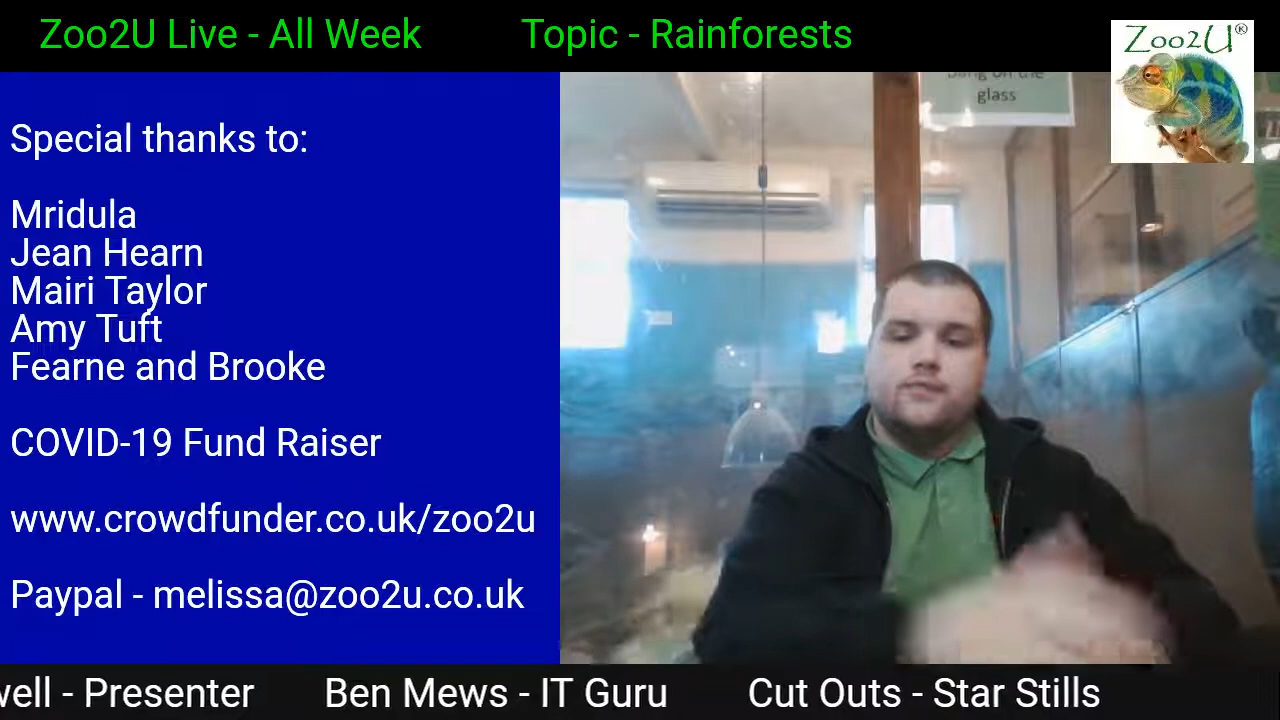 Zoo2U Live - All Week Topic - Rainforests
Zoo2U®
glass
Special thanks to:
Mridula
Jean Hearn
Mairi Taylor
Amy Tuft
Fearne and Brooke
COVID-19 Fund Raiser
www.crowdfunder.co.uk/zoo2u
Paypal - melissa@zoo2u.co.uk
- Presenter Ben Mews - IT Guru Cut Outs - Star Stills